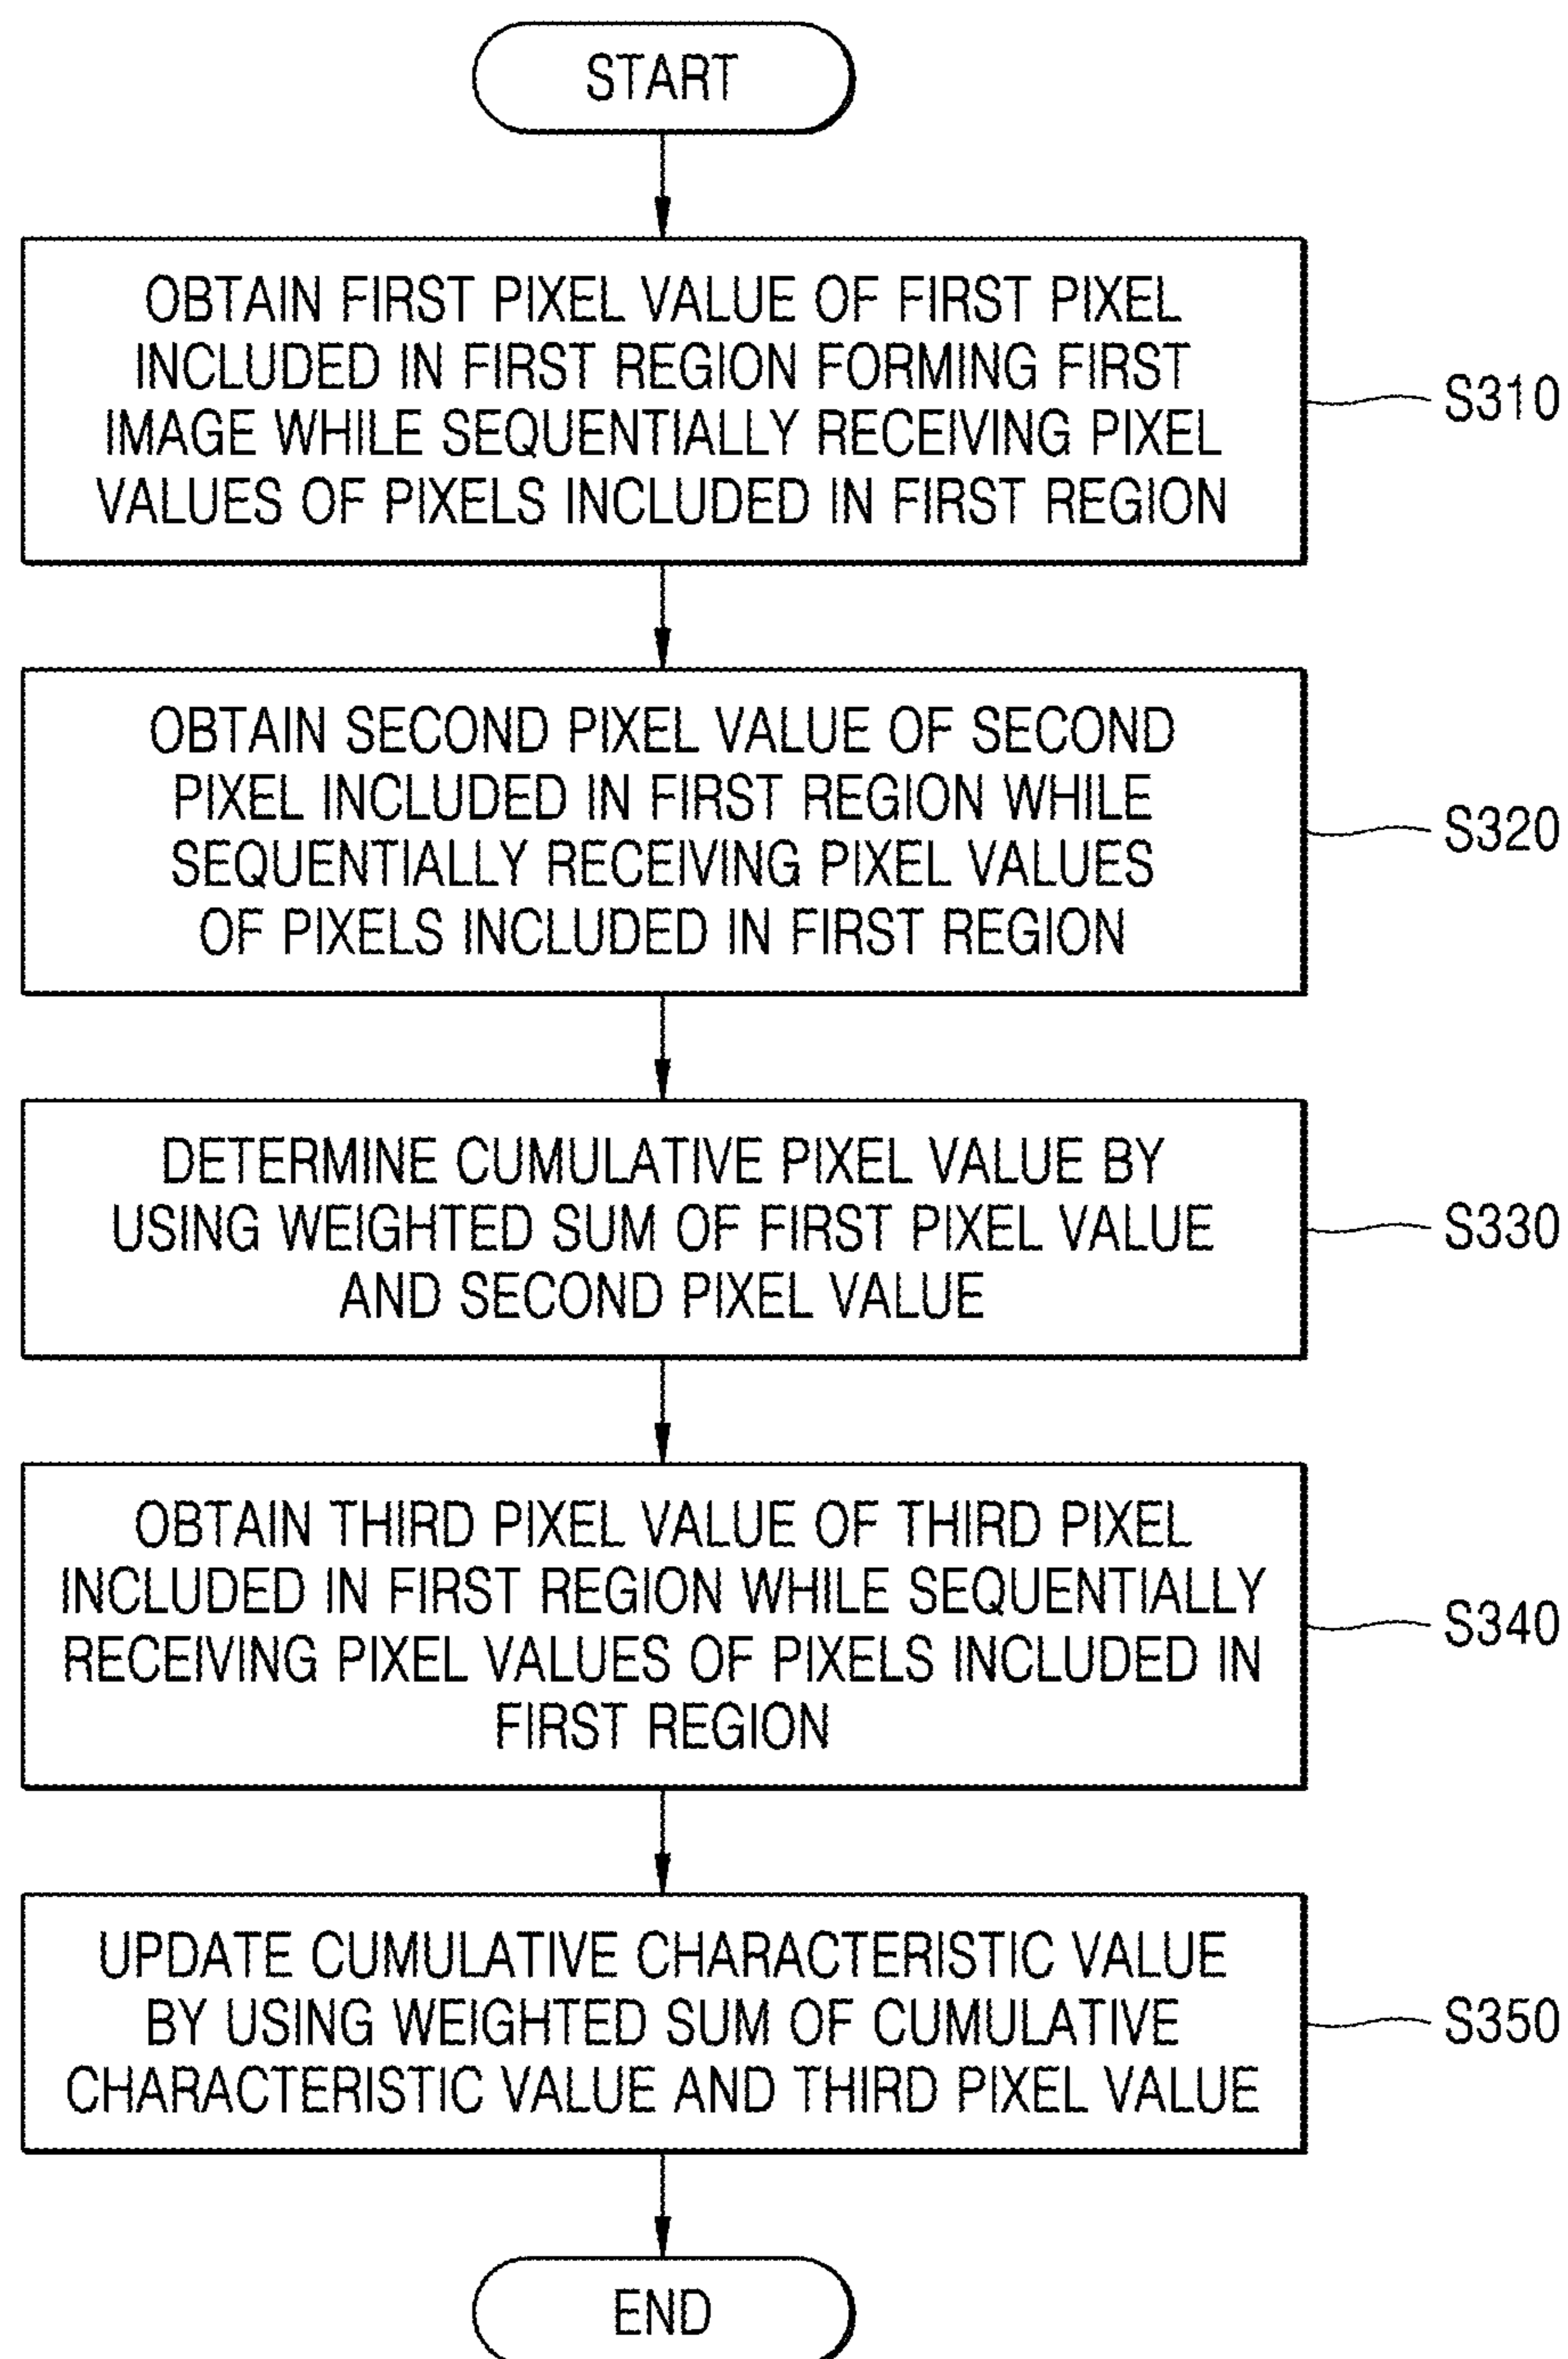 START
OBTAIN FIRST PIXEL VALUE OF FIRST PIXEL
INCLUDED IN FIRST REGION FORMING FIRST
IMAGE WHILE SEQUENTIALLY RECEIVING PIXEL
VALUES OF PIXELS INCLUDED IN FIRST REGION
S310
OBTAIN SECOND PIXEL VALUE OF SECOND
PIXEL INCLUDED IN FIRST REGION WHILE
SEQUENTIALLY RECEIVING PIXEL VALUES
OF PIXELS INCLUDED IN FIRST REGION
S320
DETERMINE CUMULATIVE PIXEL VALUE BY
USING WEIGHTED SUM OF FIRST PIXEL VALUE
AND SECOND PIXEL VALUE
S330
OBTAIN THIRD PIXEL VALUE OF THIRD PIXEL
INCLUDED IN FIRST REGION WHILE SEQUENTIALLY
RECEIVING PIXEL VALUES OF PIXELS INCLUDED IN
FIRST REGION
S340
UPDATE CUMULATIVE CHARACTERISTIC VALUE
BY USING WEIGHTED SUM OF CUMULATIVE
CHARACTERISTIC VALUE AND THIRD PIXEL VALUE
S350
END